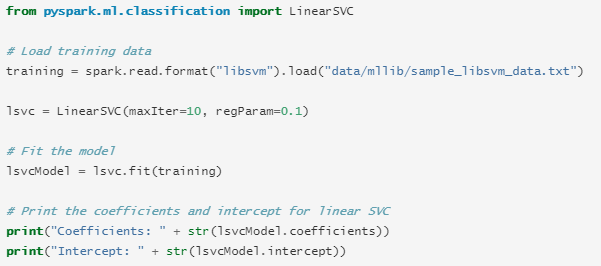 from pyspark.ml.classification import LinearSVC
# Load training data
training = spark.read.format("libsvm").load("data/mllib/sample_libsvm_data.txt")
lsvc = LinearSVC(maxIter=10, regParam=0.1)
# Fit the model
lsvcModel = lsvc.fit(training)
# Print the coefficients and intercept for linear SVC
print("Coefficients: " + str(lsvcModel.coefficients))
print("Intercept: " + str(lsvcModel.intercept))